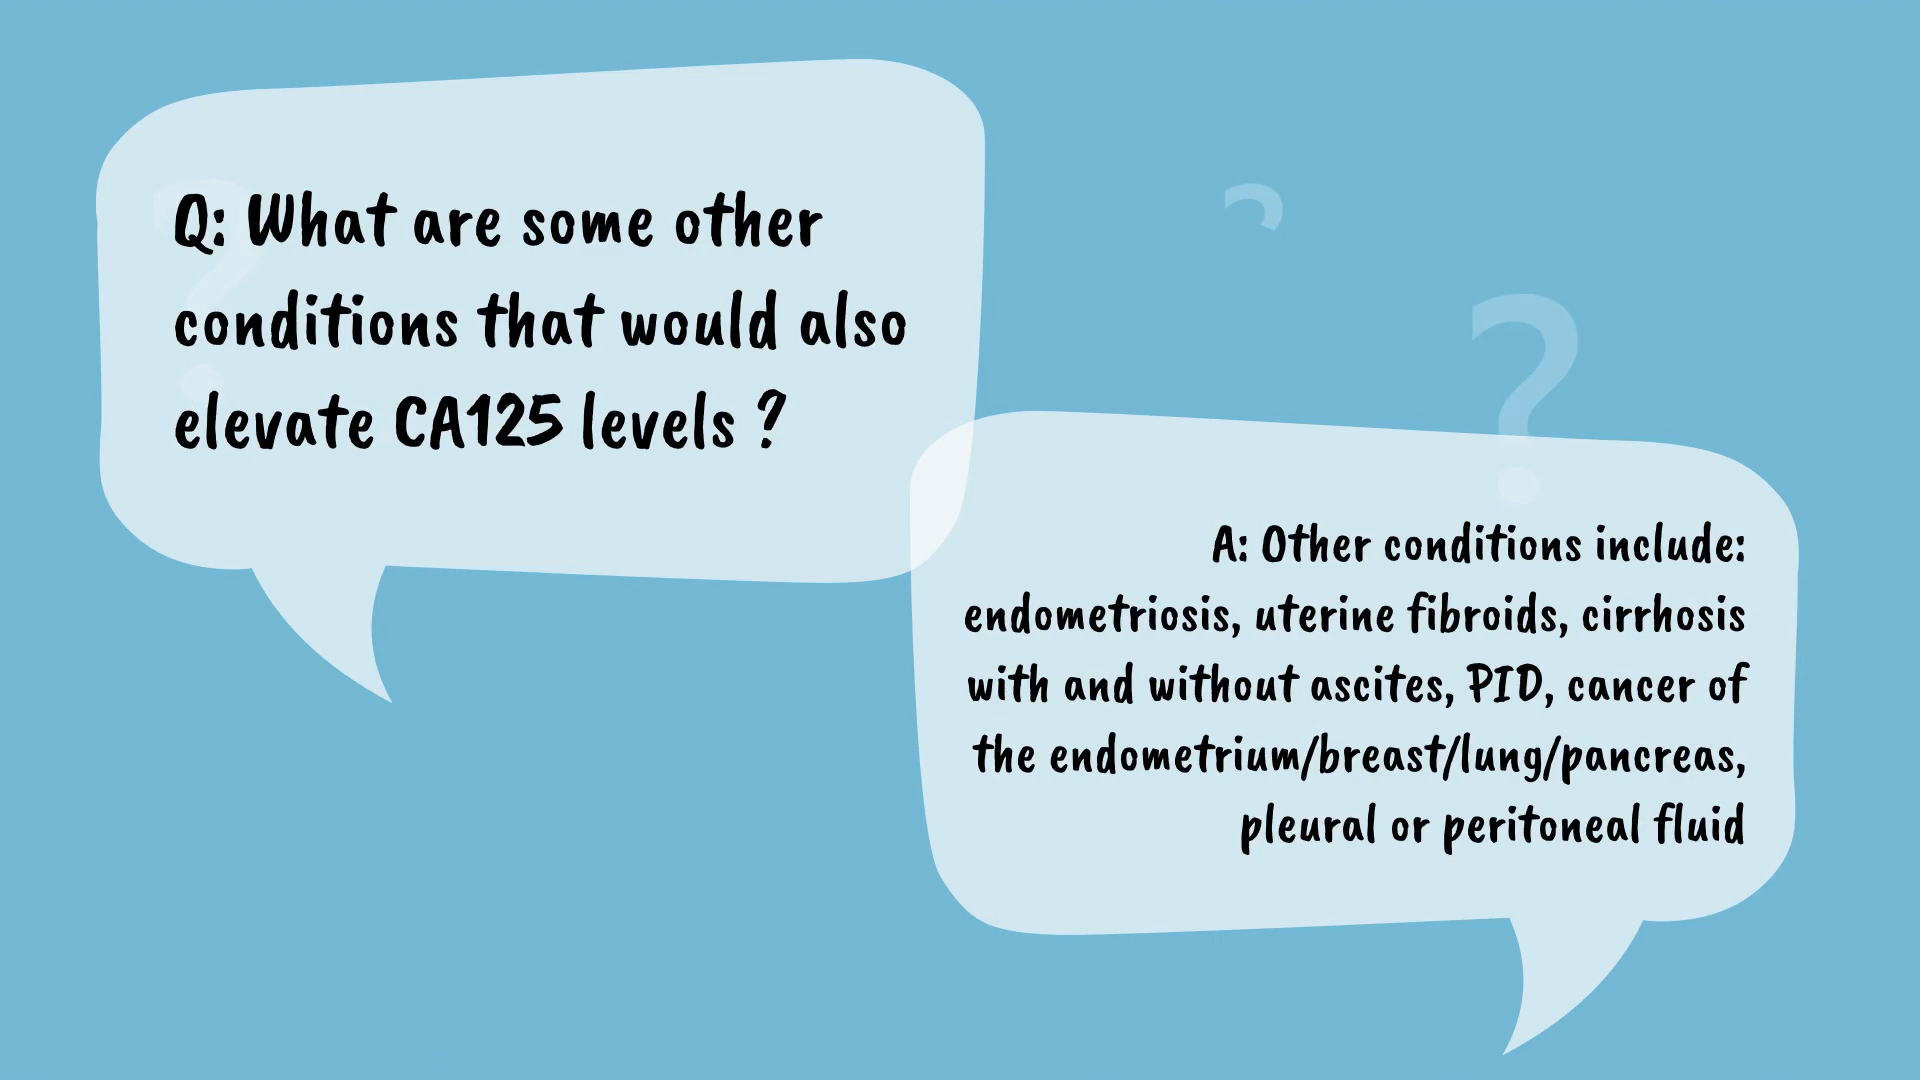 Q: What are some other
conditions that would also
elevate CA125 levels ?
A: Other conditions include:
endometriosis, uterine fibroids, cirrhosis
with and without ascites, PID, cancer of
the endometrium/breast/lung/pancreas,
pleural or peritoneal fluid